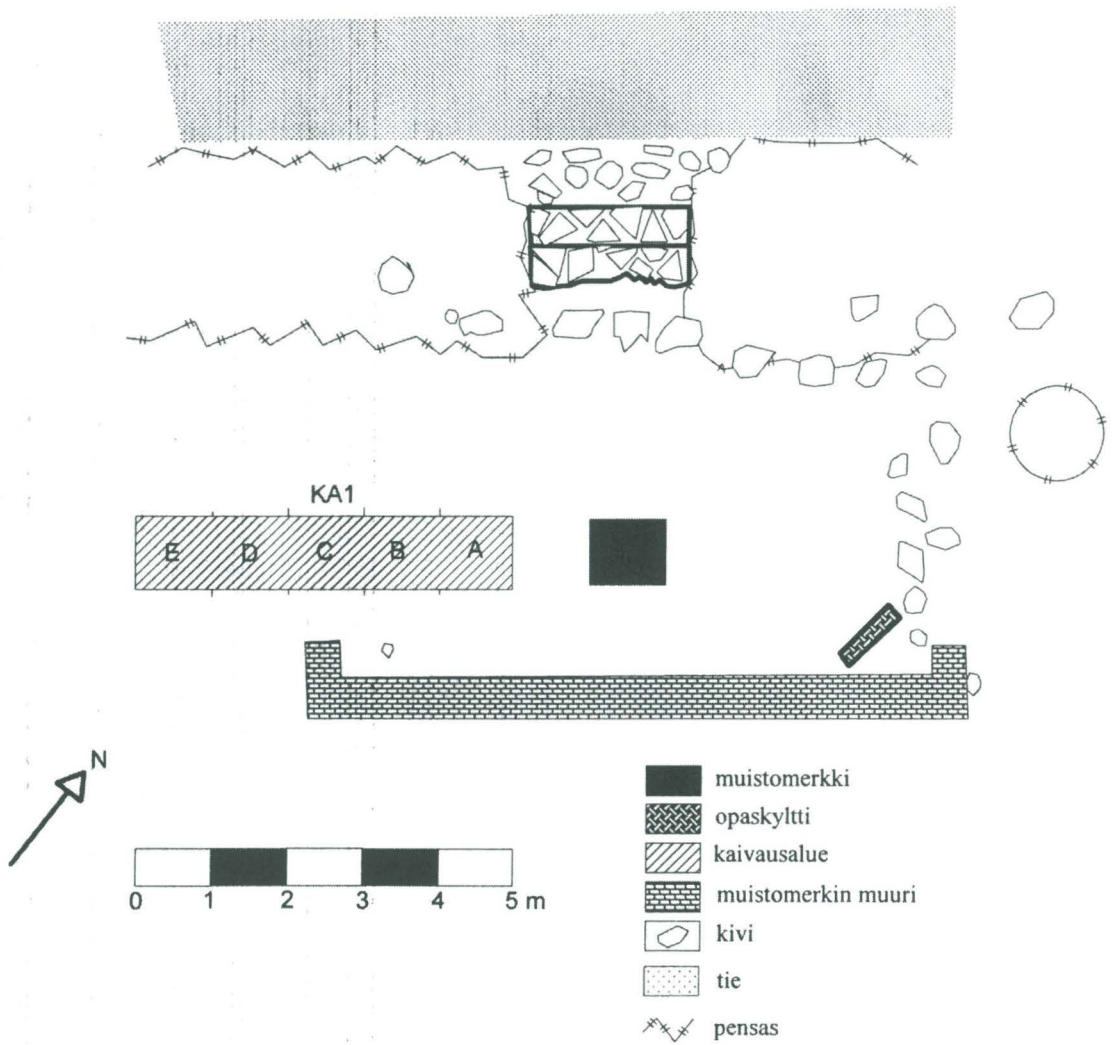 KA1
E D C B A
N
0 1 2 3 4 5 m
muistomerkki
opaskyltti
kaivausalue
muistomerkin muuri
kivi
tie
pensas